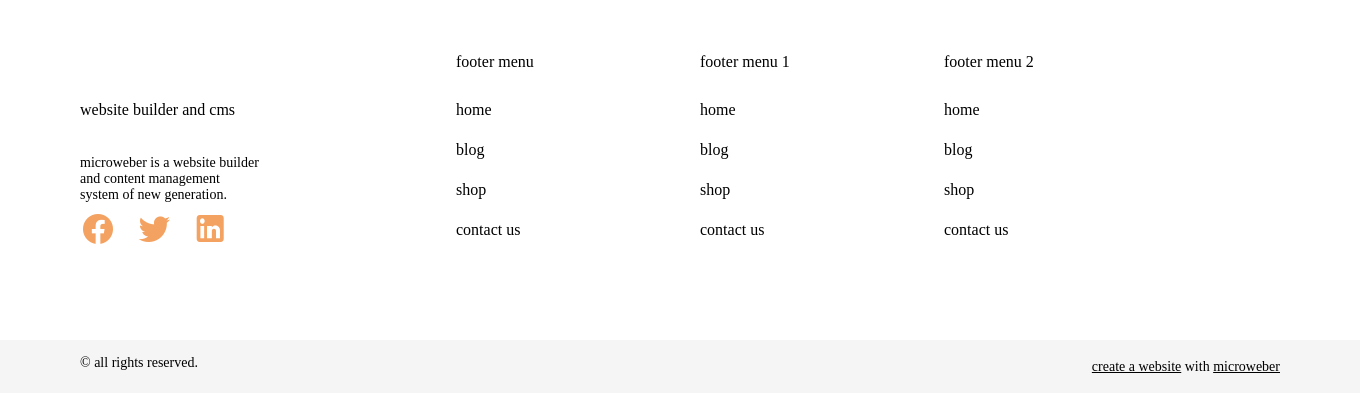 website builder and cms
microweber is a website builder
and content management
system of new generation.
footer menu
home
blog
shop
contact us
footer menu 1
home
blog
shop
contact us
footer menu 2
home
blog
shop
contact us
© all rights reserved.
create a website with microweber